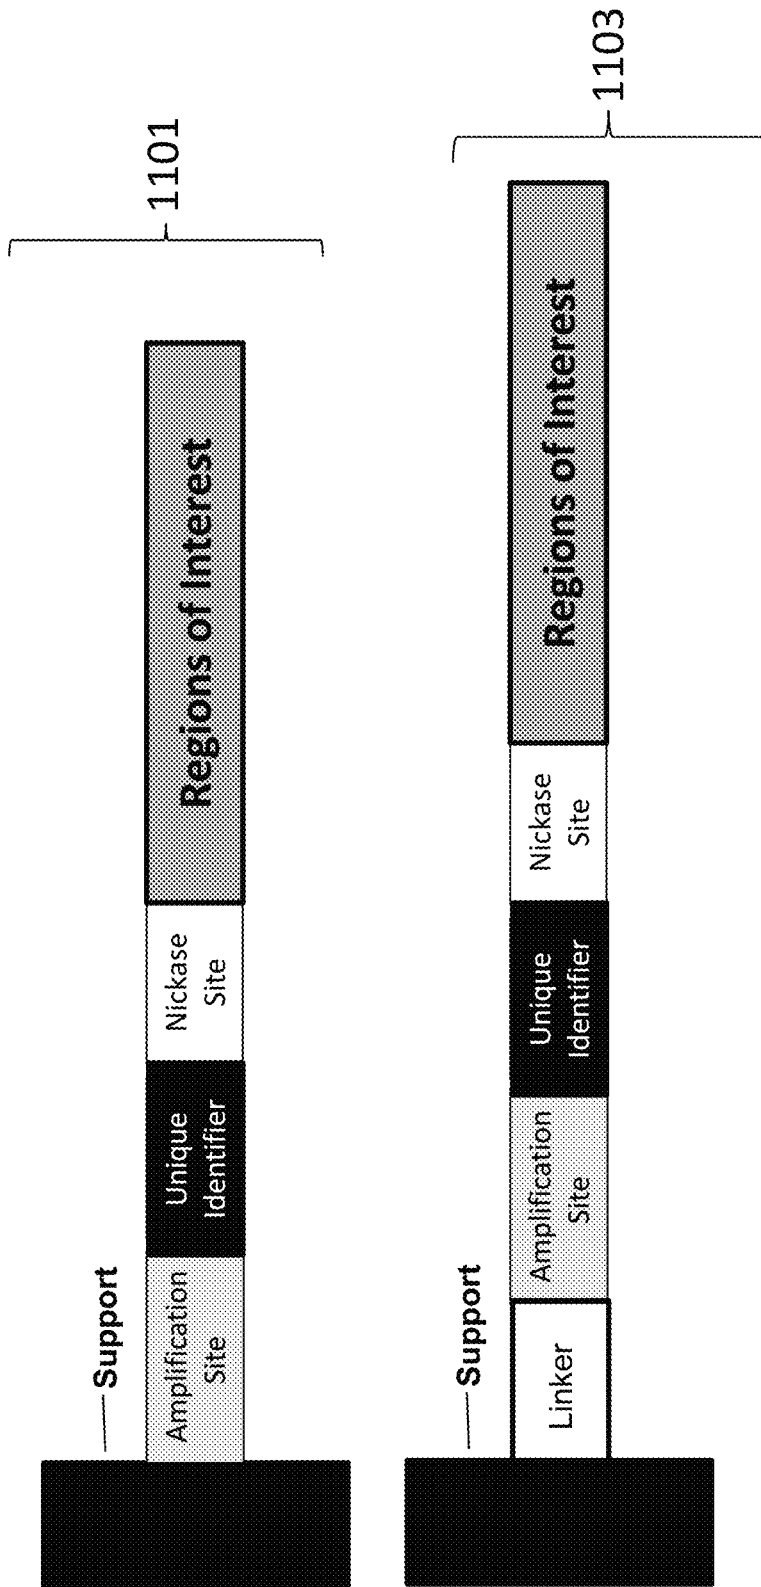 1101
Support
Amplification
Site
Unique
Identifier
Nickase
Site
Regions of Interest
1103
Support
Linker
Amplification
Site
Unique
Identifier
Nickase
Site
Regions of Interest